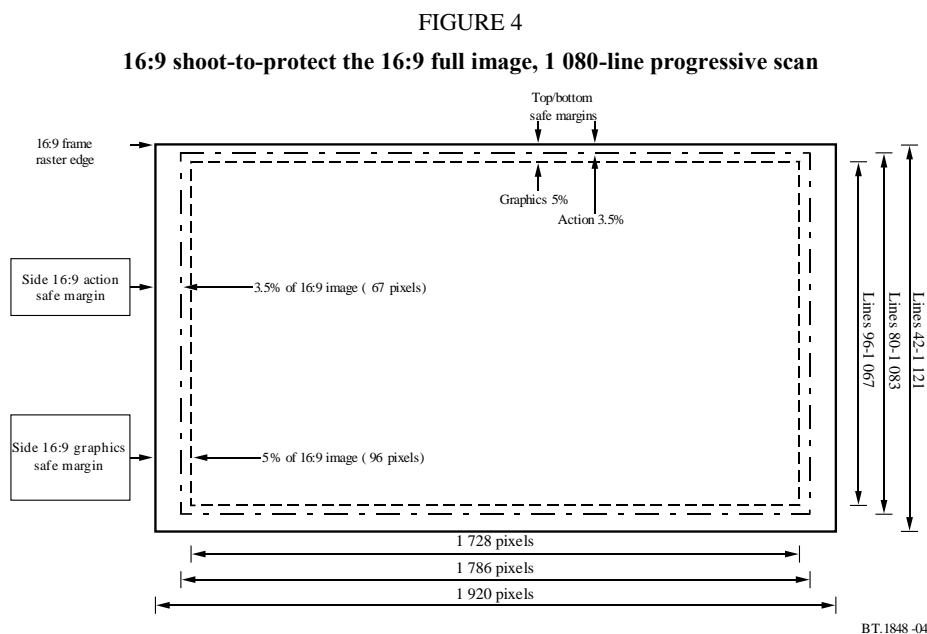 FIGURE 4
16:9 shoot-to-protect the 16:9 full image, 1 080-line progressive scan
Top/bottom
safe margins
16:9 frame
raster edge
Graphics 5%
Action 3.5%
Side 16:9 action
safe margin
3.5% of 16:9 image ( 67 pixels)
Side 16:9 graphics
safe margin
5% of 16:9 image ( 96 pixels)
Lines 96-1 067
Lines 80-1 083
Lines 42-1 121
1 728 pixels
1 786 pixels
1 920 pixels
BT.1848 -04